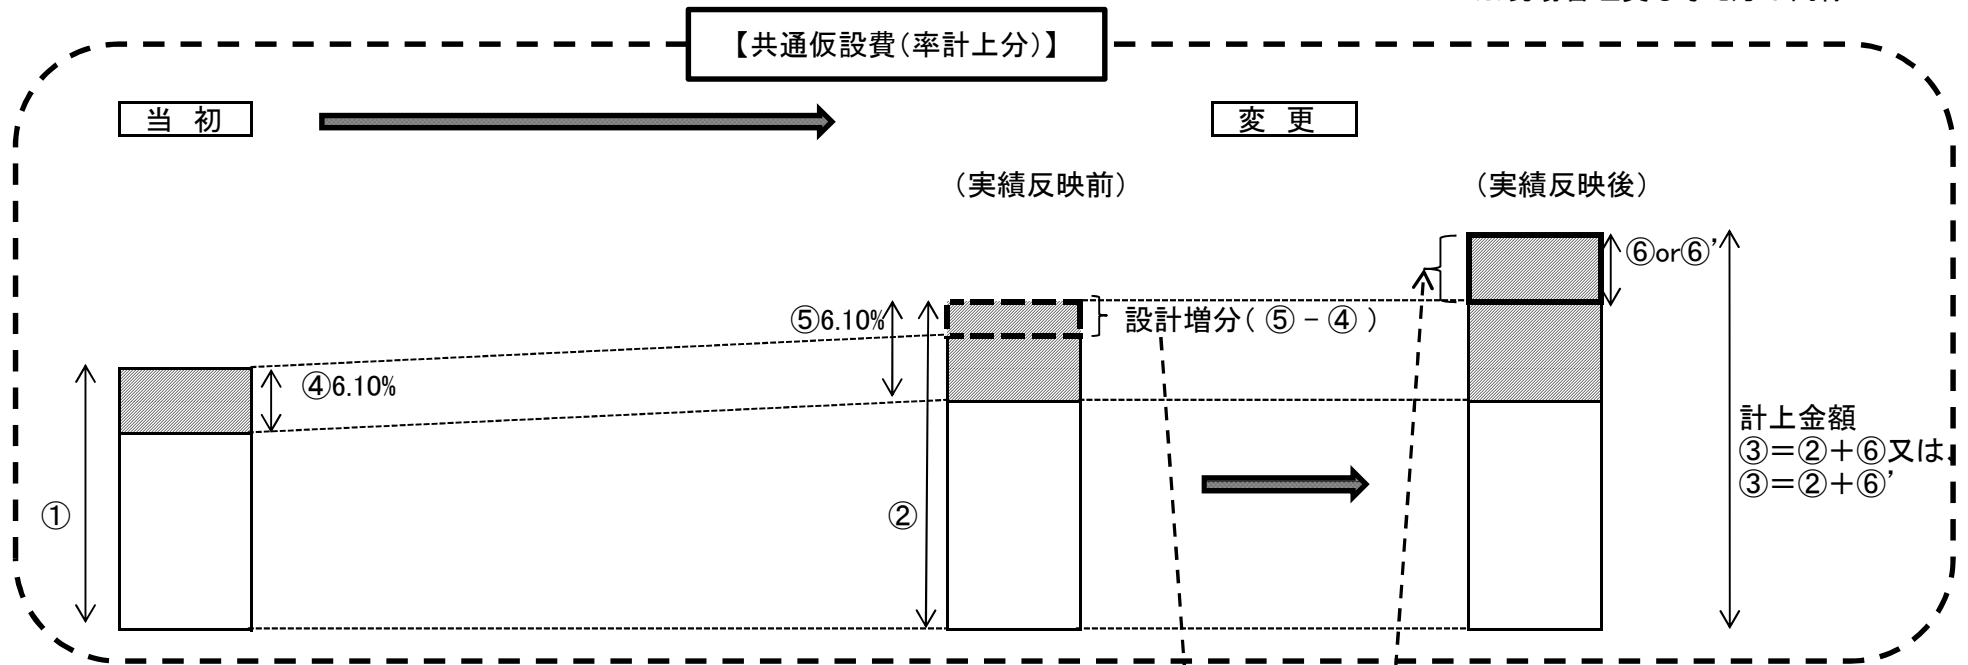 【共通仮設費(率計上分)】
当 初
変 更
(実績反映前)
(実績反映後)
⑥or⑥’
⑤6.10%
設計増分( ⑤ - ④ )
④6.10%
計上金額
③=②+⑥又は、
③=②+⑥’
①
②